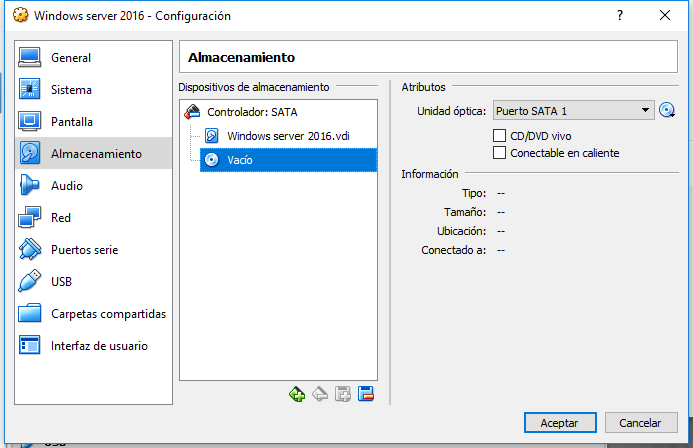 Windows server 2016 - Configuración
?
General
Sistema
Pantalla
Almacenamiento
Audio
Red
Puertos serie
USB
Carpetas compartidas
Interfaz de usuario
Almacenamiento
Dispositivos de almacenamiento
Controlador: SATA
Windows server 2016.vdi
Vacío
Atributos
Unidad óptica: Puerto SATA 1
CD/DVD vivo
Conectable en caliente
Información
Tipo: --
Tamaño: --
Ubicación: --
Conectado a: --
Aceptar Cancelar